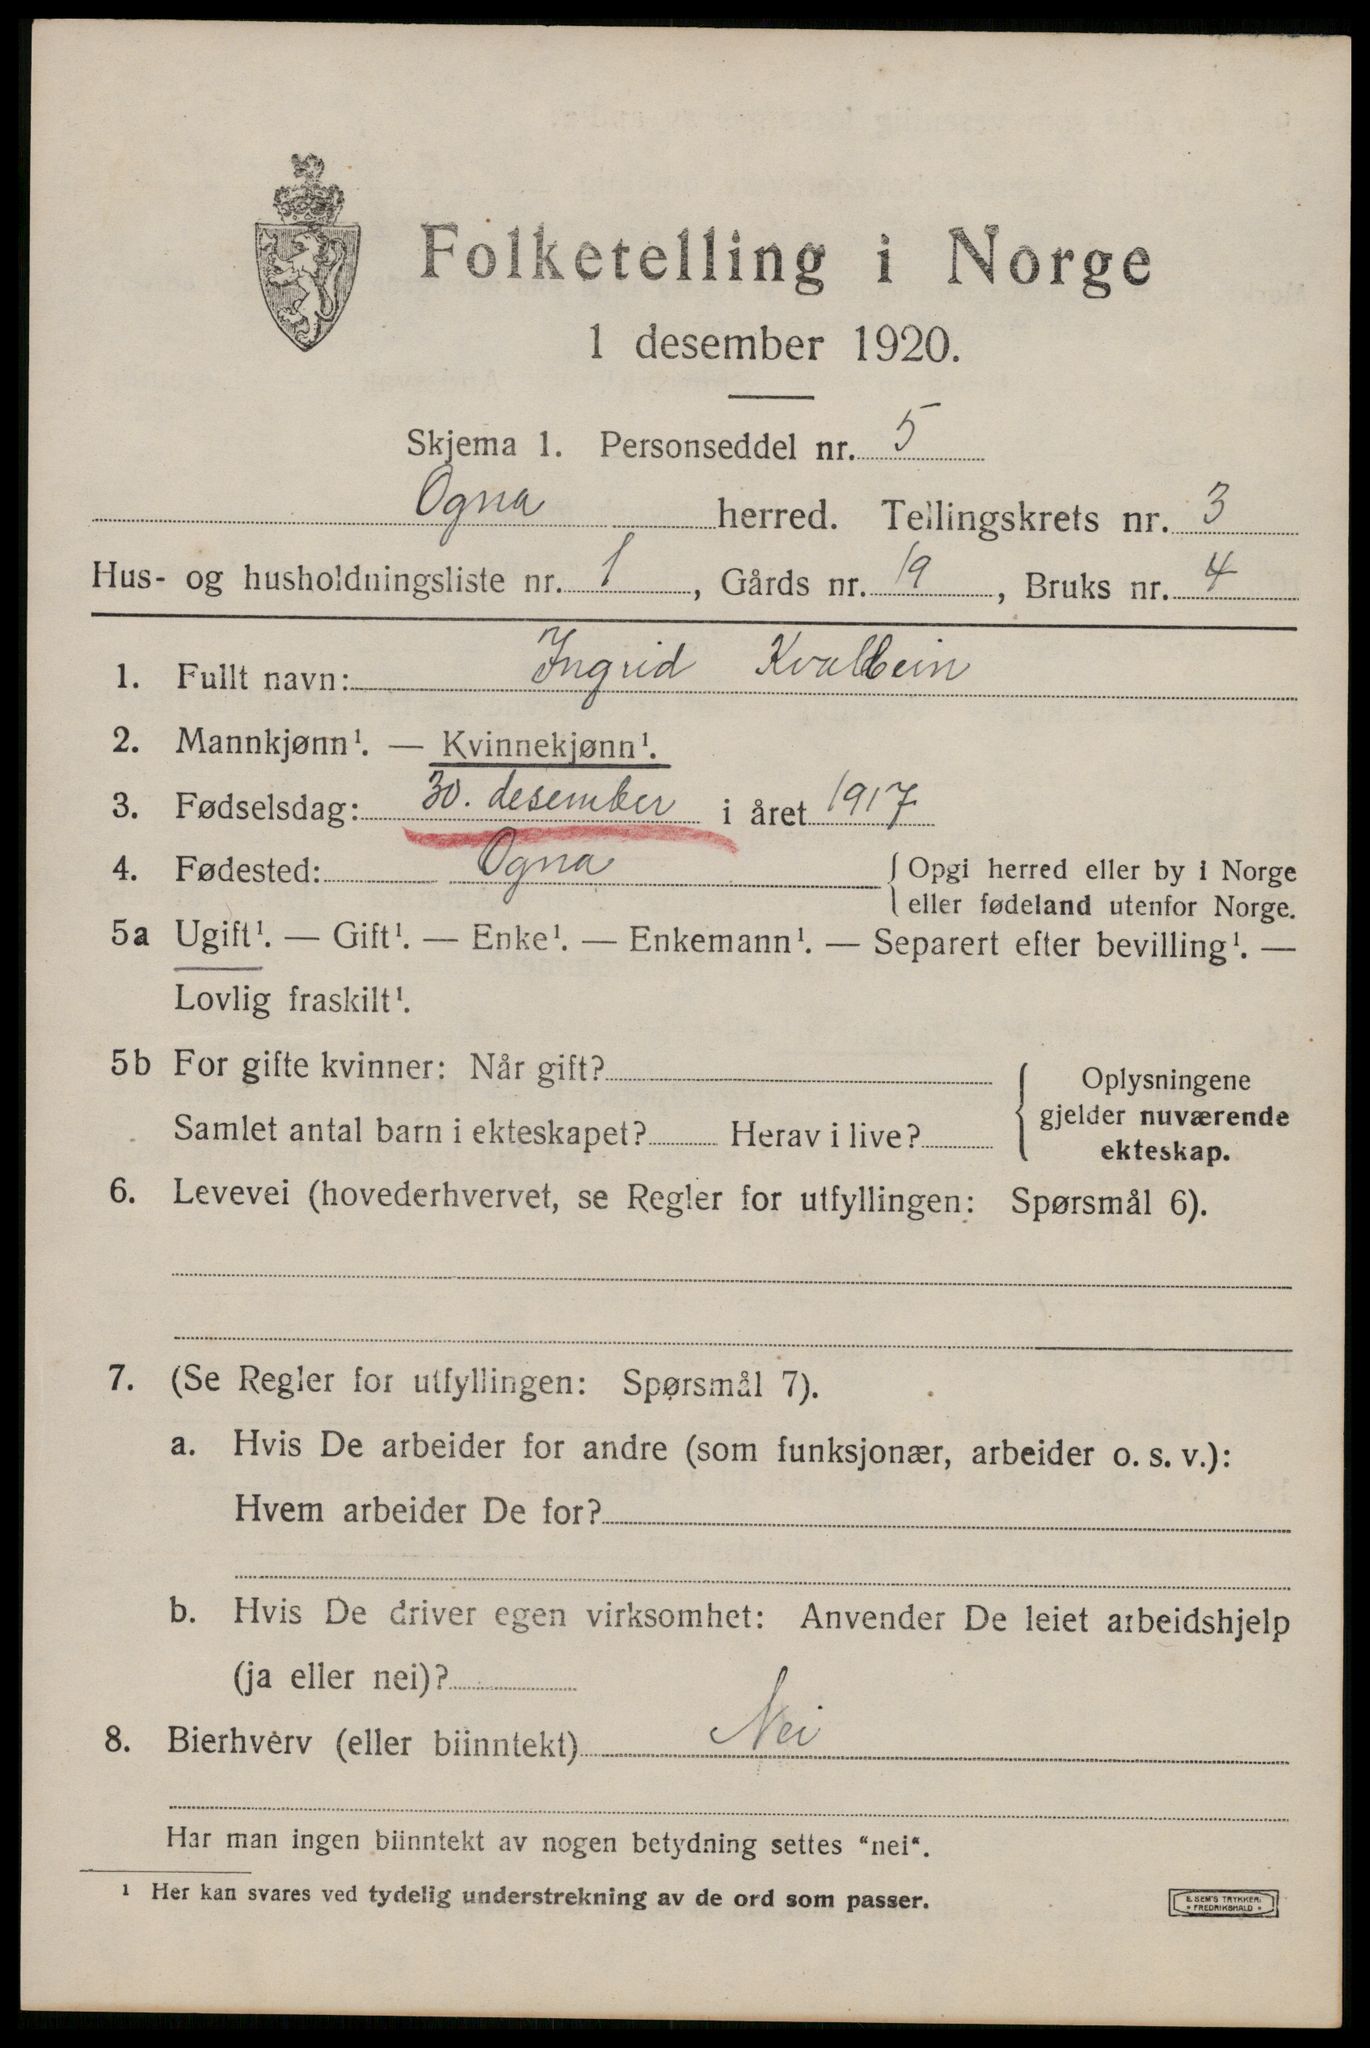 Folketelling i Norge
1 desember 1920.
Skjema 1. Personseddel nr. 5
Ogna herred. Tellingskrets nr. 3
Hus- og husholdningsliste nr. 1, Gårds nr. 19, Bruks nr. 4
1. Fullt navn: Ingrid Kvalbein
2. Mannkjønn¹. — Kvinnekjønn¹.
3. Fødselsdag: 30. desember i året 1917
4. Fødested: Ogna { Opgi herred eller by i Norge
eller fødeland utenfor Norge.
5a Ugift¹. — Gift¹. — Enke¹. — Enkemann¹. — Separert efter bevilling¹. —
Lovlig fraskilt¹.
5b For gifte kvinner: Når gift?
Samlet antal barn i ekteskapet? Herav i live?
Oplysningene
gjelder nuværende
ekteskap.
6. Levevei (hovederhvervet, se Regler for utfyllingen: Spørsmål 6).
7. (Se Regler for utfyllingen: Spørsmål 7).
a. Hvis De arbeider for andre (som funksjonær, arbeider o. s. v.):
Hvem arbeider De for?
b. Hvis De driver egen virksomhet: Anvender De leiet arbeidshjelp
(ja eller nei)?
8. Bierhverv (eller biinntekt) Nei
Har man ingen biinntekt av nogen betydning settes “nei“.
¹ Her kan svares ved tydelig understrekning av de ord som passer.
E. SEM'S TRYKKERI
• FREDRIKSHALD •